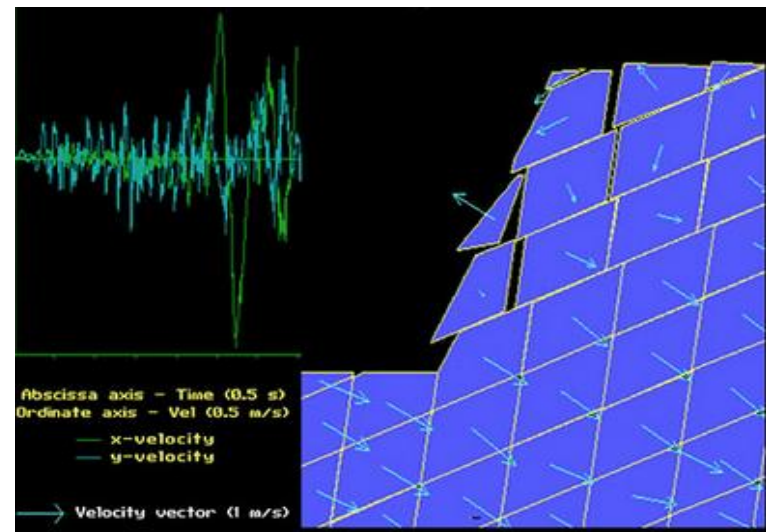 Abscissa axis - Time (0.5 s)
Ordinate axis - Vel (0.5 m/s)
x-velocity
y-velocity
Velocity vector (1 m/s)